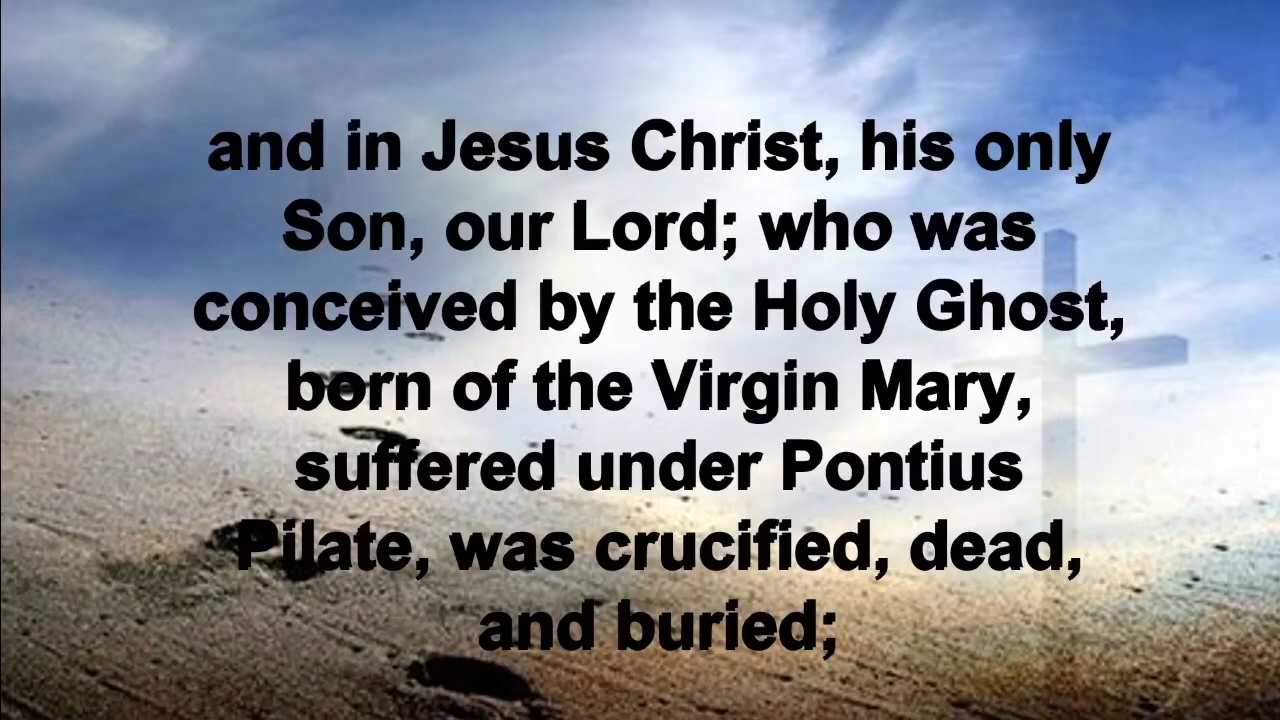 and in Jesus Christ, his only
Son, our Lord; who was
conceived by the Holy Ghost,
born of the Virgin Mary,
suffered under Pontius
Pilate, was crucified, dead,
and buried;